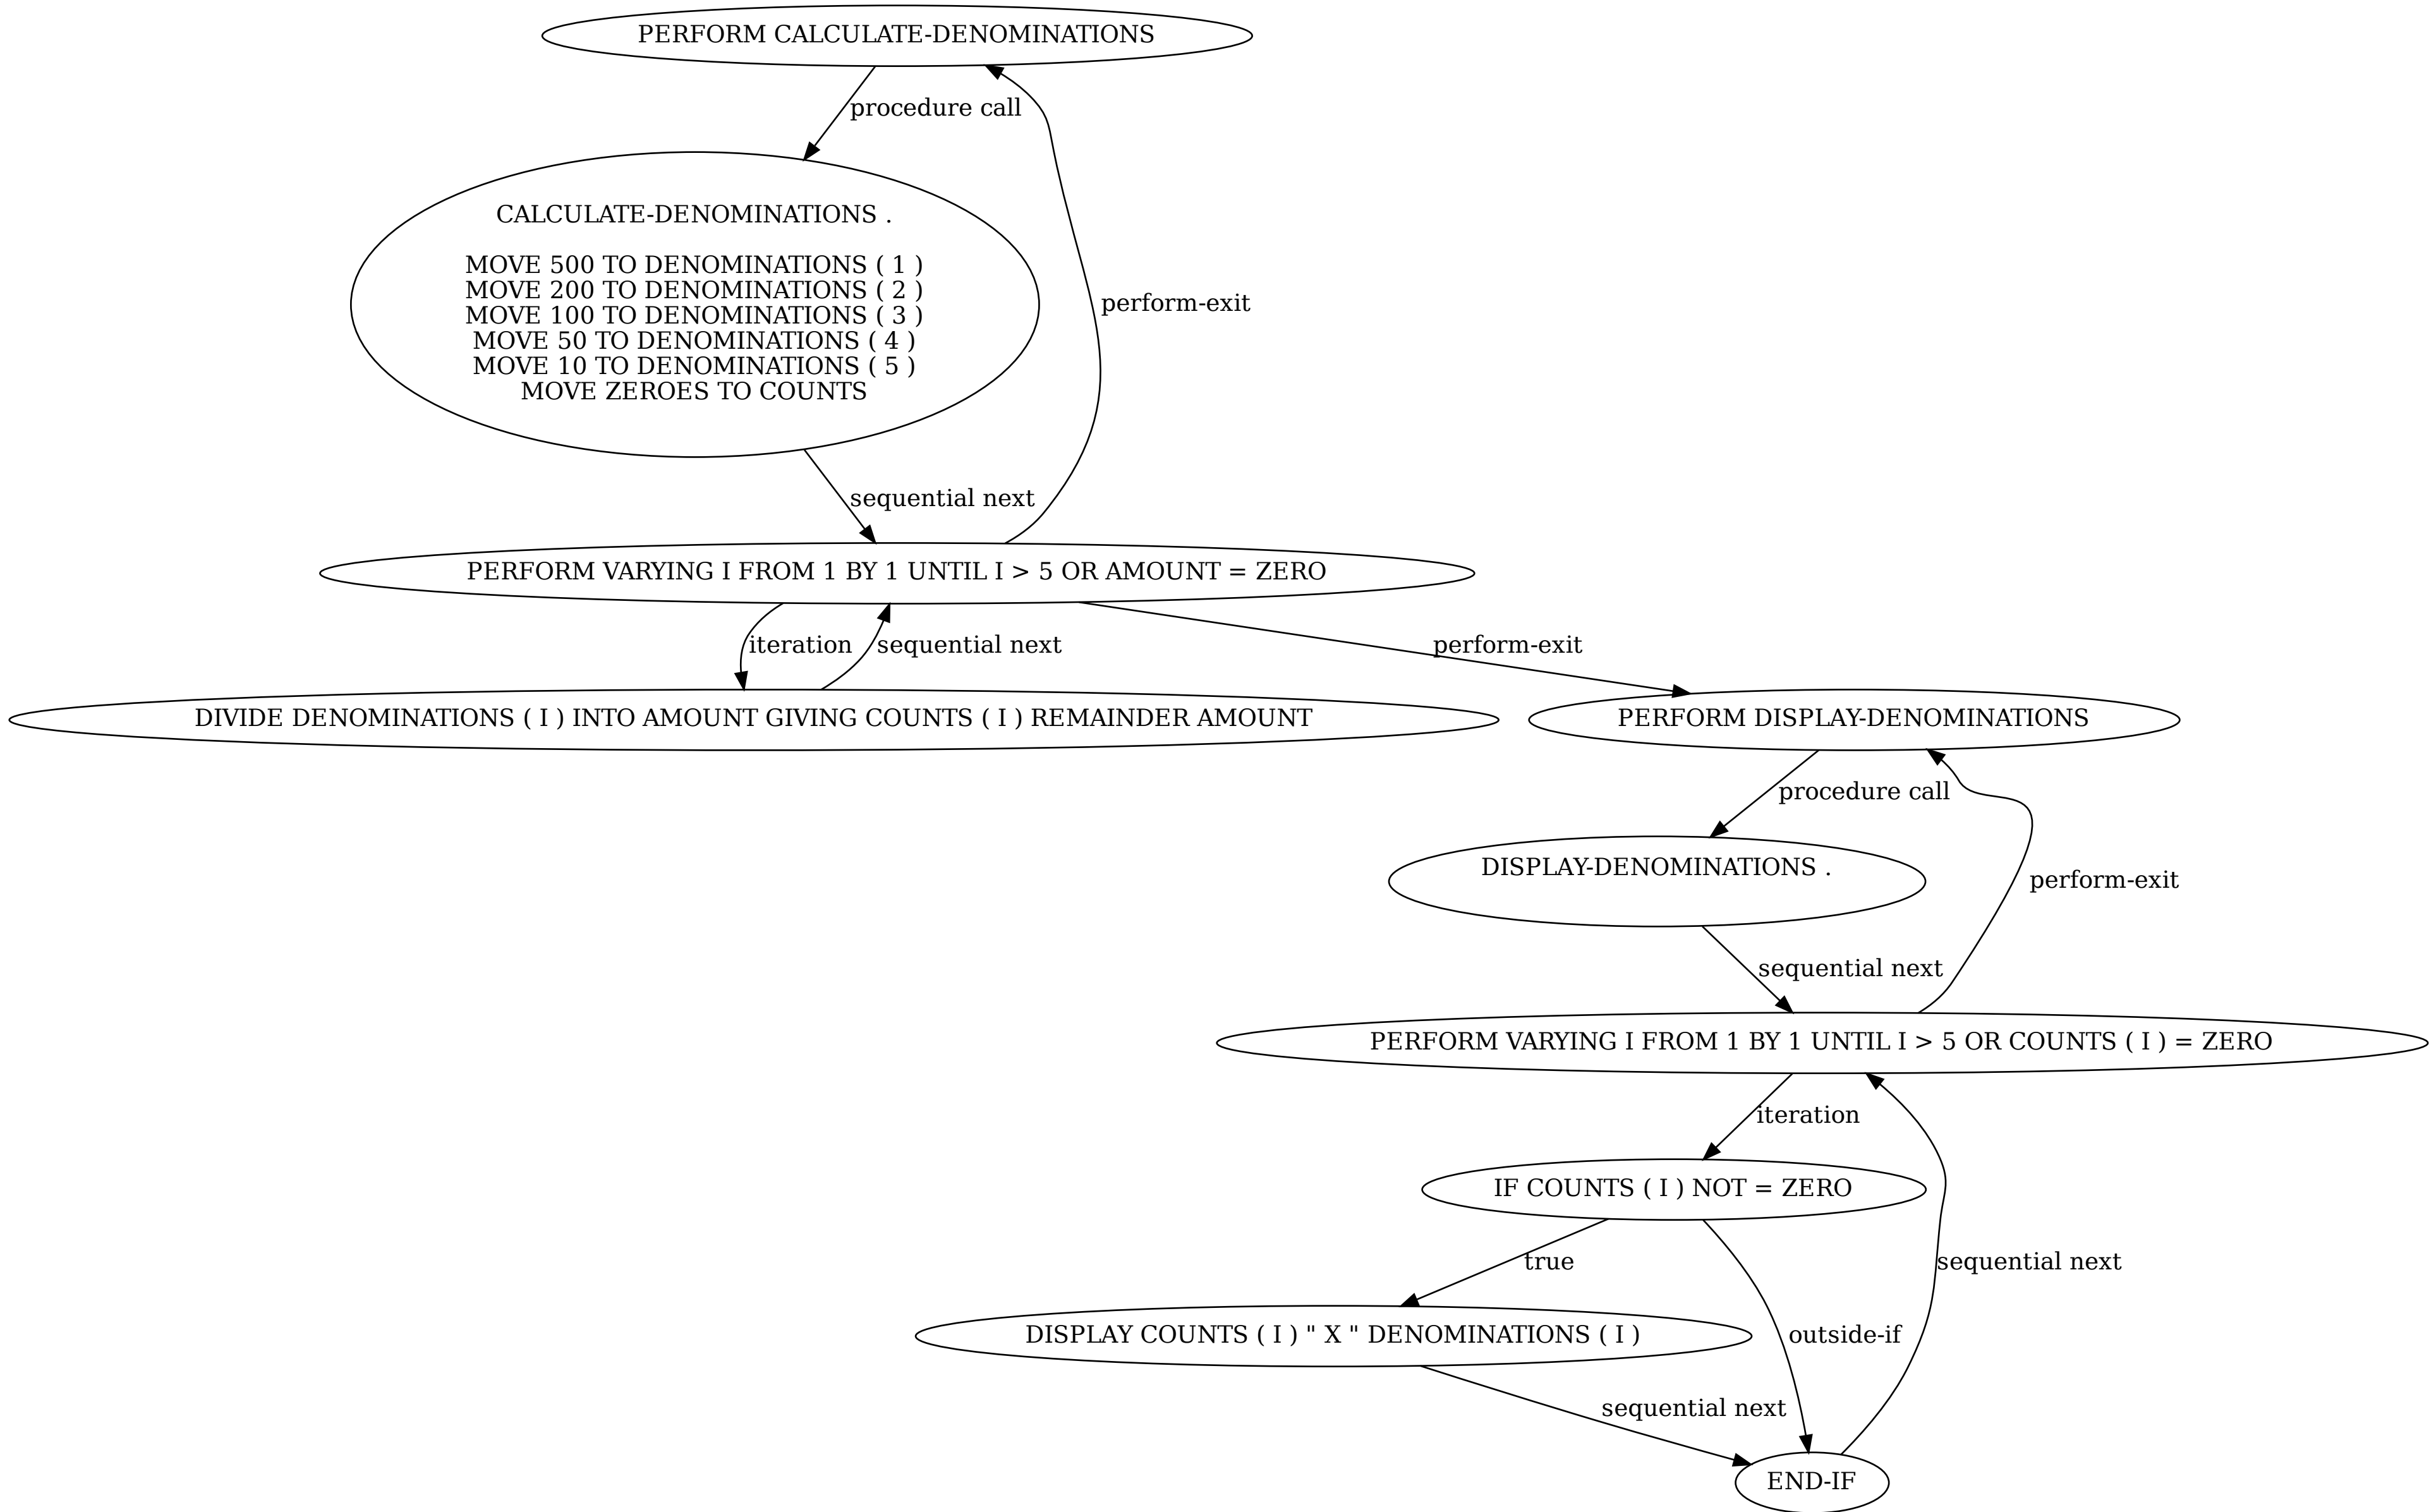 PERFORM CALCULATE-DENOMINATIONS
procedure call
CALCULATE-DENOMINATIONS .
MOVE 500 TO DENOMINATIONS ( 1 )
MOVE 200 TO DENOMINATIONS ( 2 )
MOVE 100 TO DENOMINATIONS ( 3 )
MOVE 50 TO DENOMINATIONS ( 4 )
MOVE 10 TO DENOMINATIONS ( 5 )
MOVE ZEROES TO COUNTS
perform-exit
sequential next
PERFORM VARYING I FROM 1 BY 1 UNTIL I > 5 OR AMOUNT = ZERO
iteration
sequential next
perform-exit
DIVIDE DENOMINATIONS ( I ) INTO AMOUNT GIVING COUNTS ( I ) REMAINDER AMOUNT
PERFORM DISPLAY-DENOMINATIONS
procedure call
DISPLAY-DENOMINATIONS .
perform-exit
sequential next
PERFORM VARYING I FROM 1 BY 1 UNTIL I > 5 OR COUNTS ( I ) = ZERO
iteration
IF COUNTS ( I ) NOT = ZERO
true
sequential next
DISPLAY COUNTS ( I ) " X " DENOMINATIONS ( I )
outside-if
sequential next
END-IF